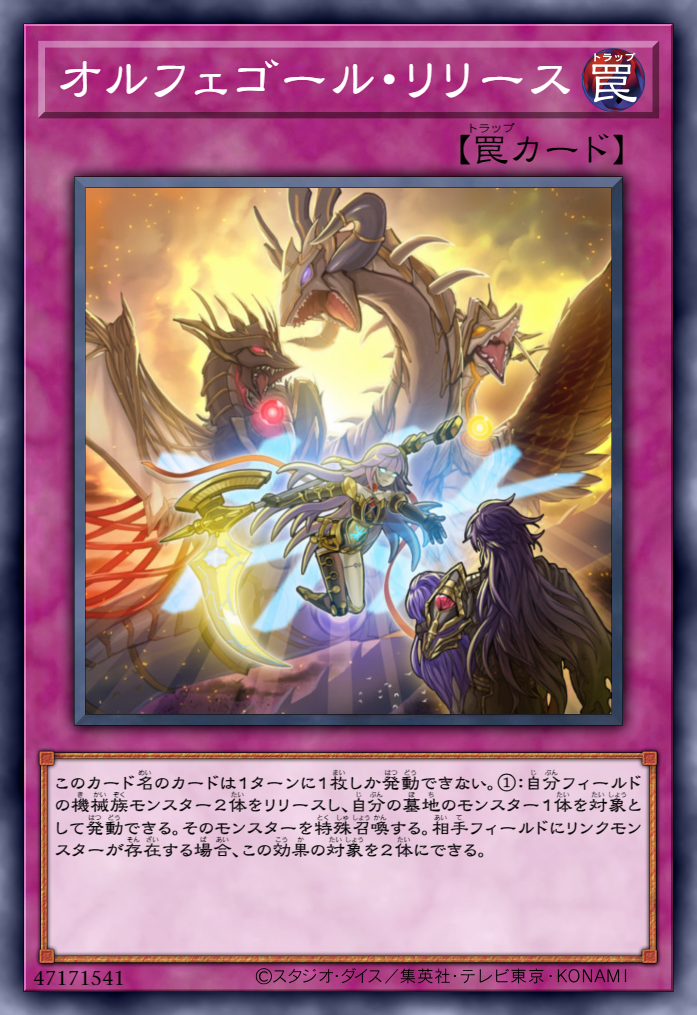 オルフェゴール・リリース 罠
トラップ
【罠カード】
トラップ
このカード名のカードは1ターンに1枚しか発動できない。①:自分フィールド
の機械族モンスター2体をリリースし、自分の墓地のモンスター1体を対象と
して発動できる。そのモンスターを特殊召喚する。相手フィールドにリンクモン
スターが存在する場合、この効果の対象を2体にできる。
47171541 ©スタジオ・ダイス/集英社・テレビ東京・KONAMI